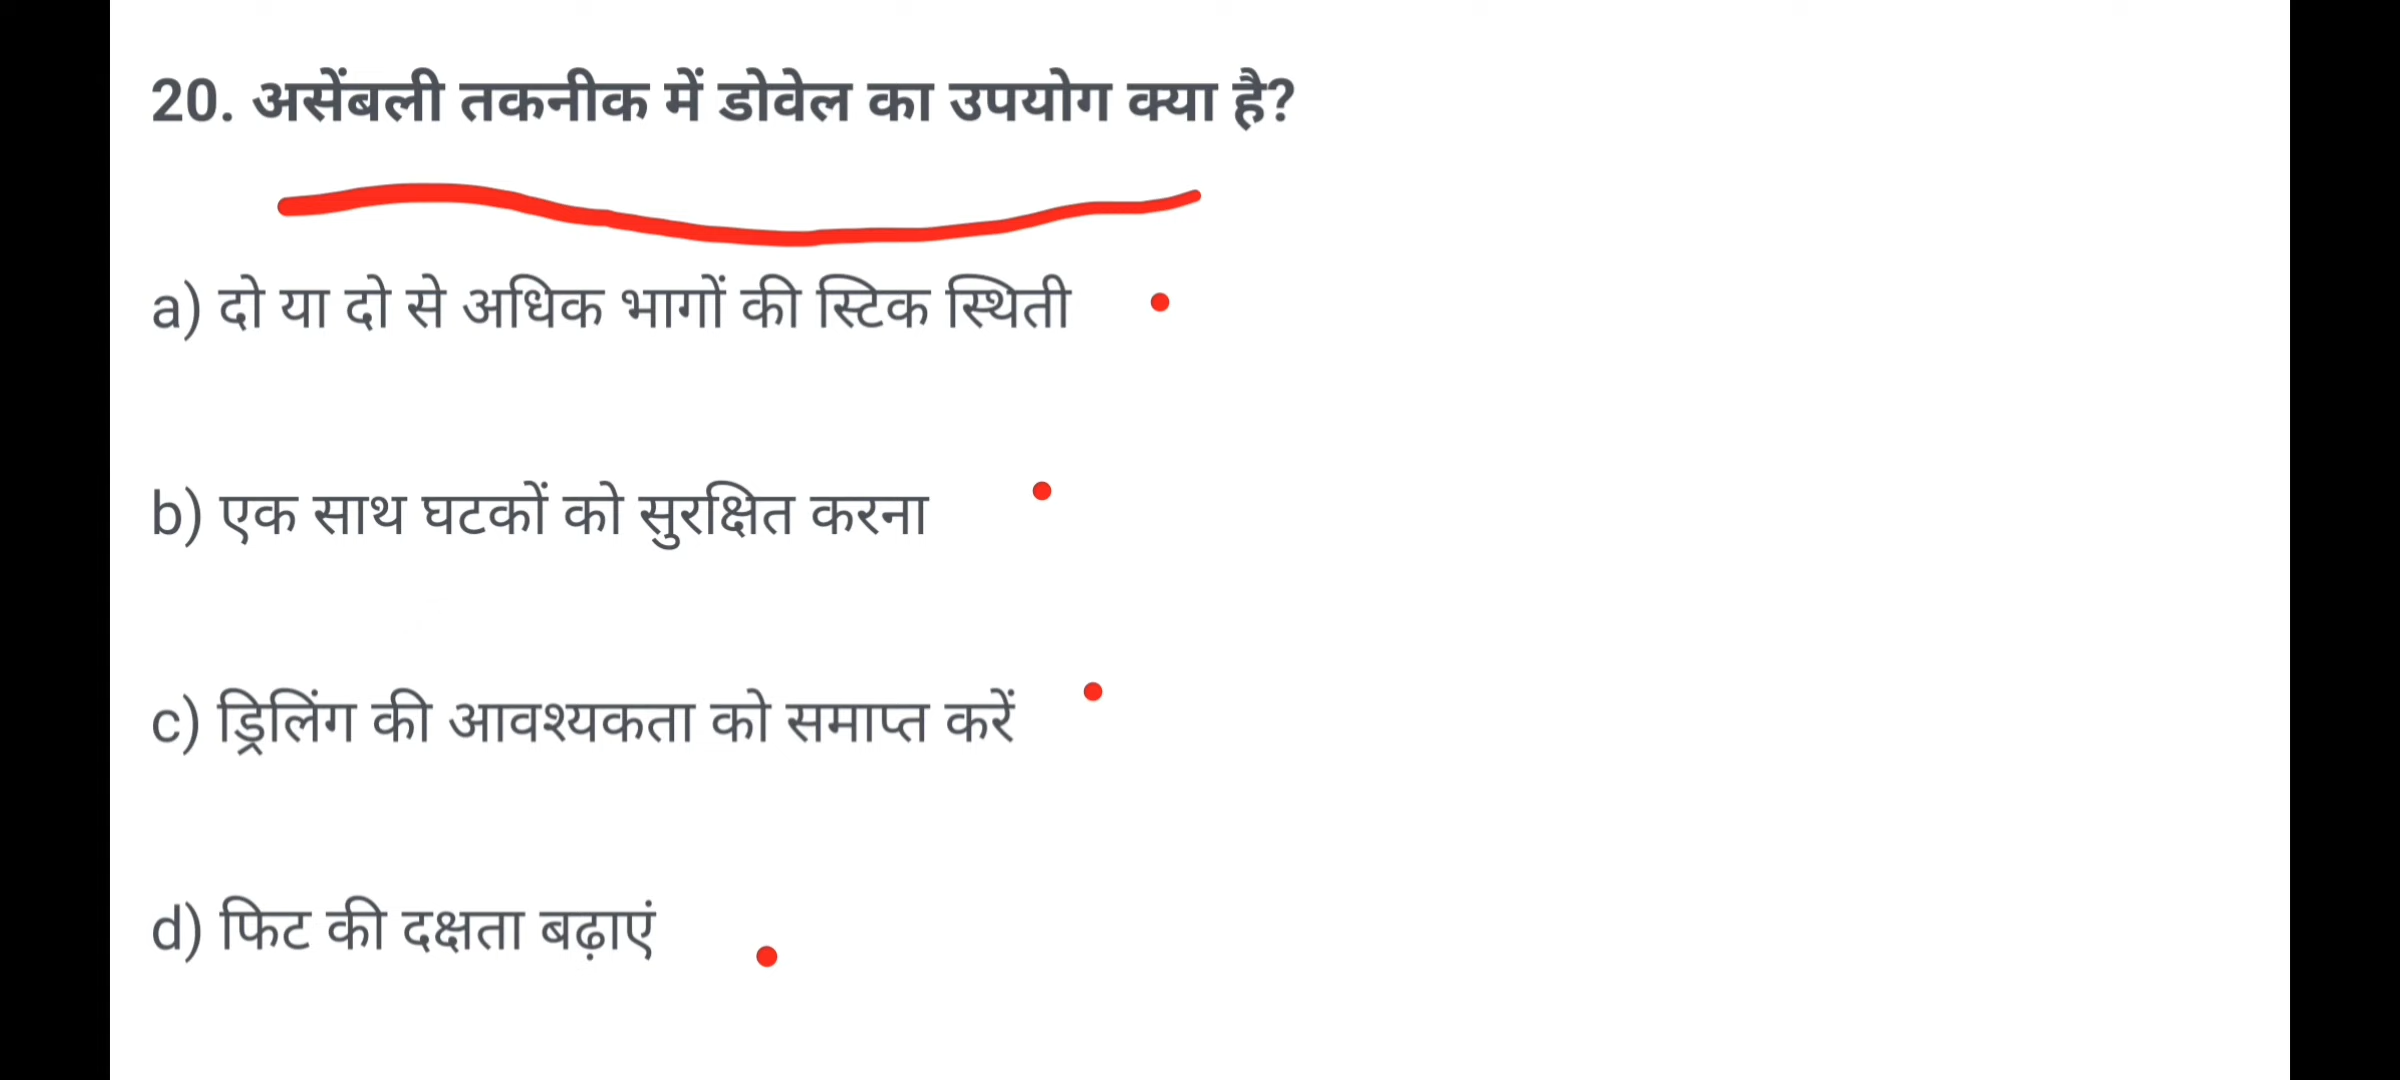 20. असेंबली तकनीक में डोवेल का उपयोग क्या है?
a) दो या दो से अधिक भागों की स्टिक स्थिती
b) एक साथ घटकों को सुरक्षित करना
c) ड्रिलिंग की आवश्यकता को समाप्त करें
d) फिट की दक्षता बढ़ाएं